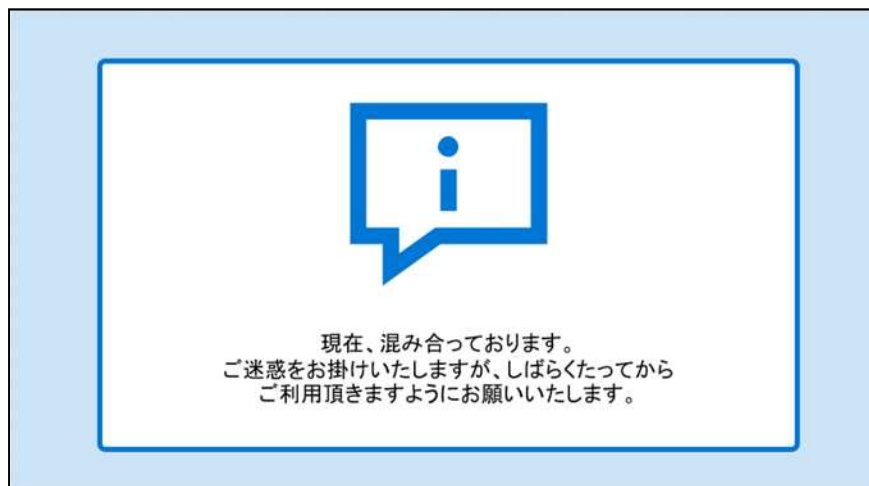 現在、混み合っております。
ご迷惑をお掛けいたしますが、しばらくたってから
ご利用頂きますようにお願いいたします。